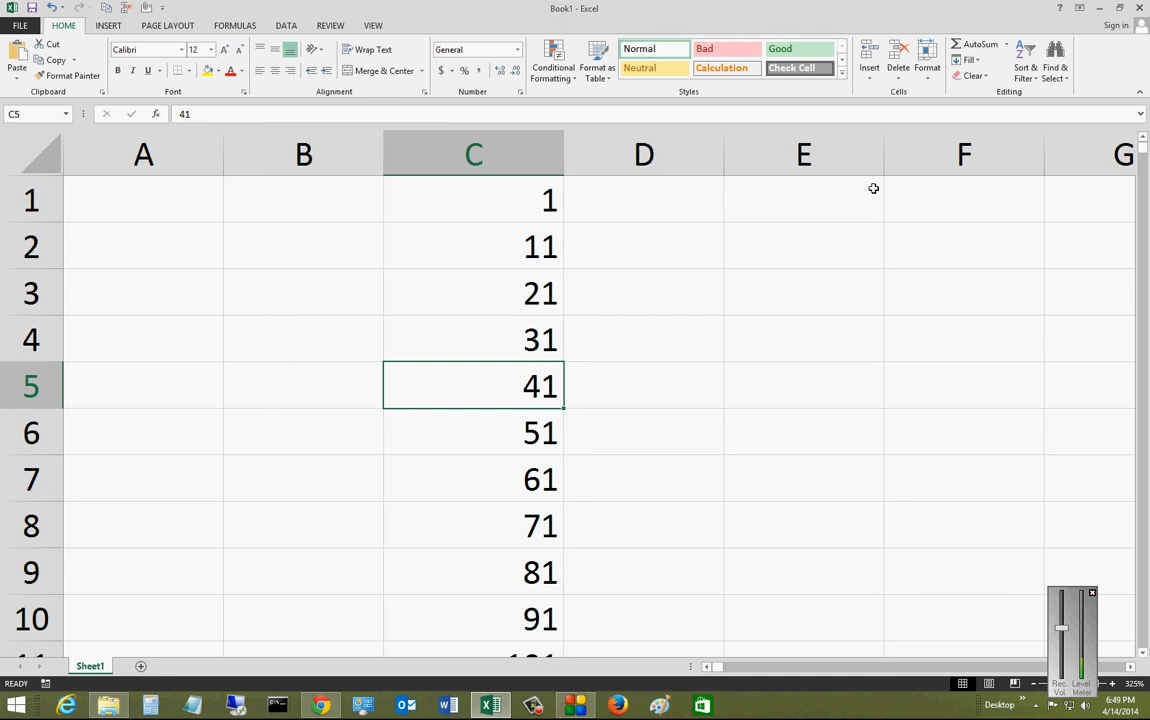 Book1 - Excel
Sign in
FILE HOME INSERT PAGE LAYOUT FORMULAS DATA REVIEW VIEW
Paste
Cut
Copy
Format Painter
Clipboard
Calibri 12
B I U
Font
Wrap Text
Merge & Center
Alignment
General
$ % ,
Number
Conditional Formatting
Format as Table
Normal Bad Good
Neutral Calculation Check Cell
Styles
Insert Delete Format
Cells
AutoSum
Fill
Clear
Sort & Filter
Find & Select
Editing
C5 fx 41
A B C D E F G
1 1
2 11
3 21
4 31
5 41
6 51
7 61
8 71
9 81
10 91
Sheet1
READY
Rec Vol
Level Meter
325%
Desktop
6:49 PM
4/14/2014